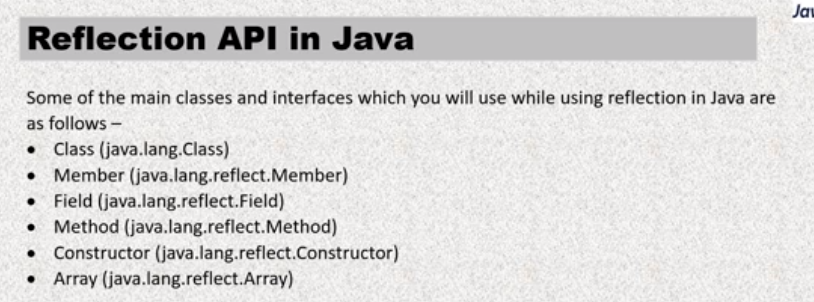 Jav
Reflection API in Java
Some of the main classes and interfaces which you will use while using reflection in Java are
as follows –
• Class (java.lang.Class)
• Member (java.lang.reflect.Member)
• Field (java.lang.reflect.Field)
• Method (java.lang.reflect.Method)
• Constructor (java.lang.reflect.Constructor)
• Array (java.lang.reflect.Array)